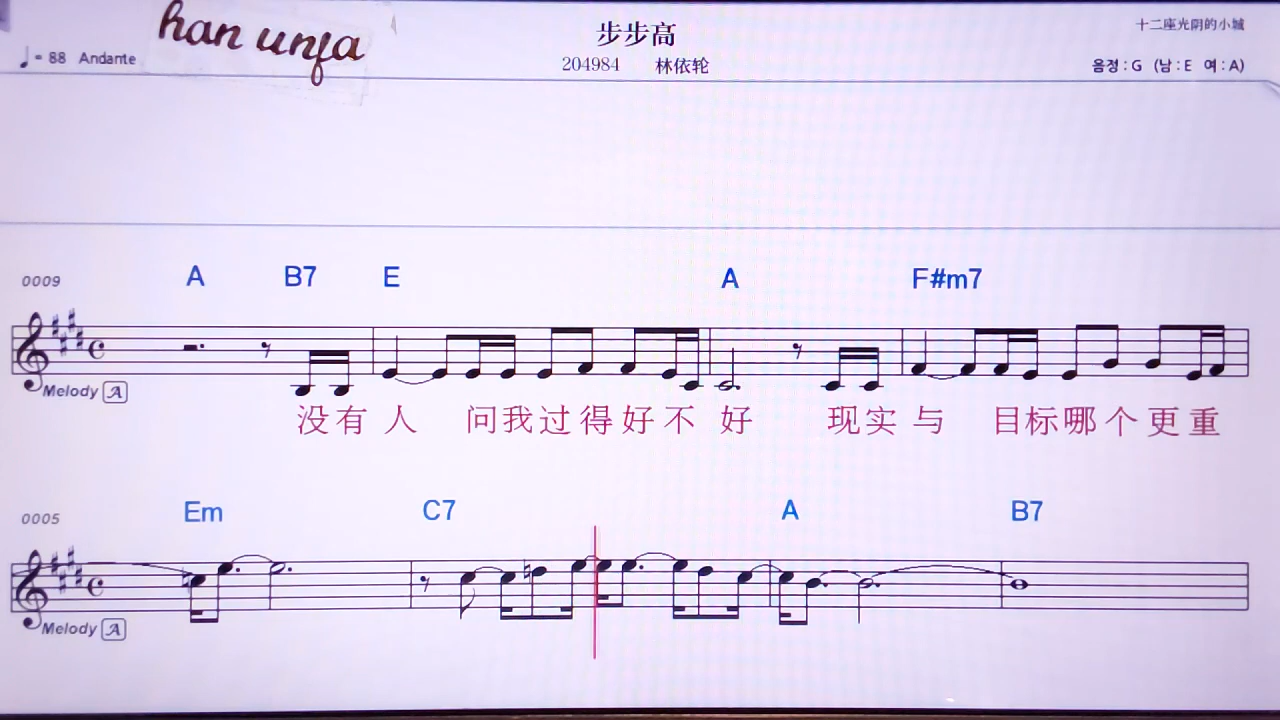 han unja
步步高
十二座光阴的小城
♩= 88 Andante
204984 林依轮
음정 : G (남 : E 여 : A)
0009 A B7 E A F#m7
Melody A
没有人 问我过得好不好 现实与 目标哪个更重
0005 Em C7 A B7
Melody A